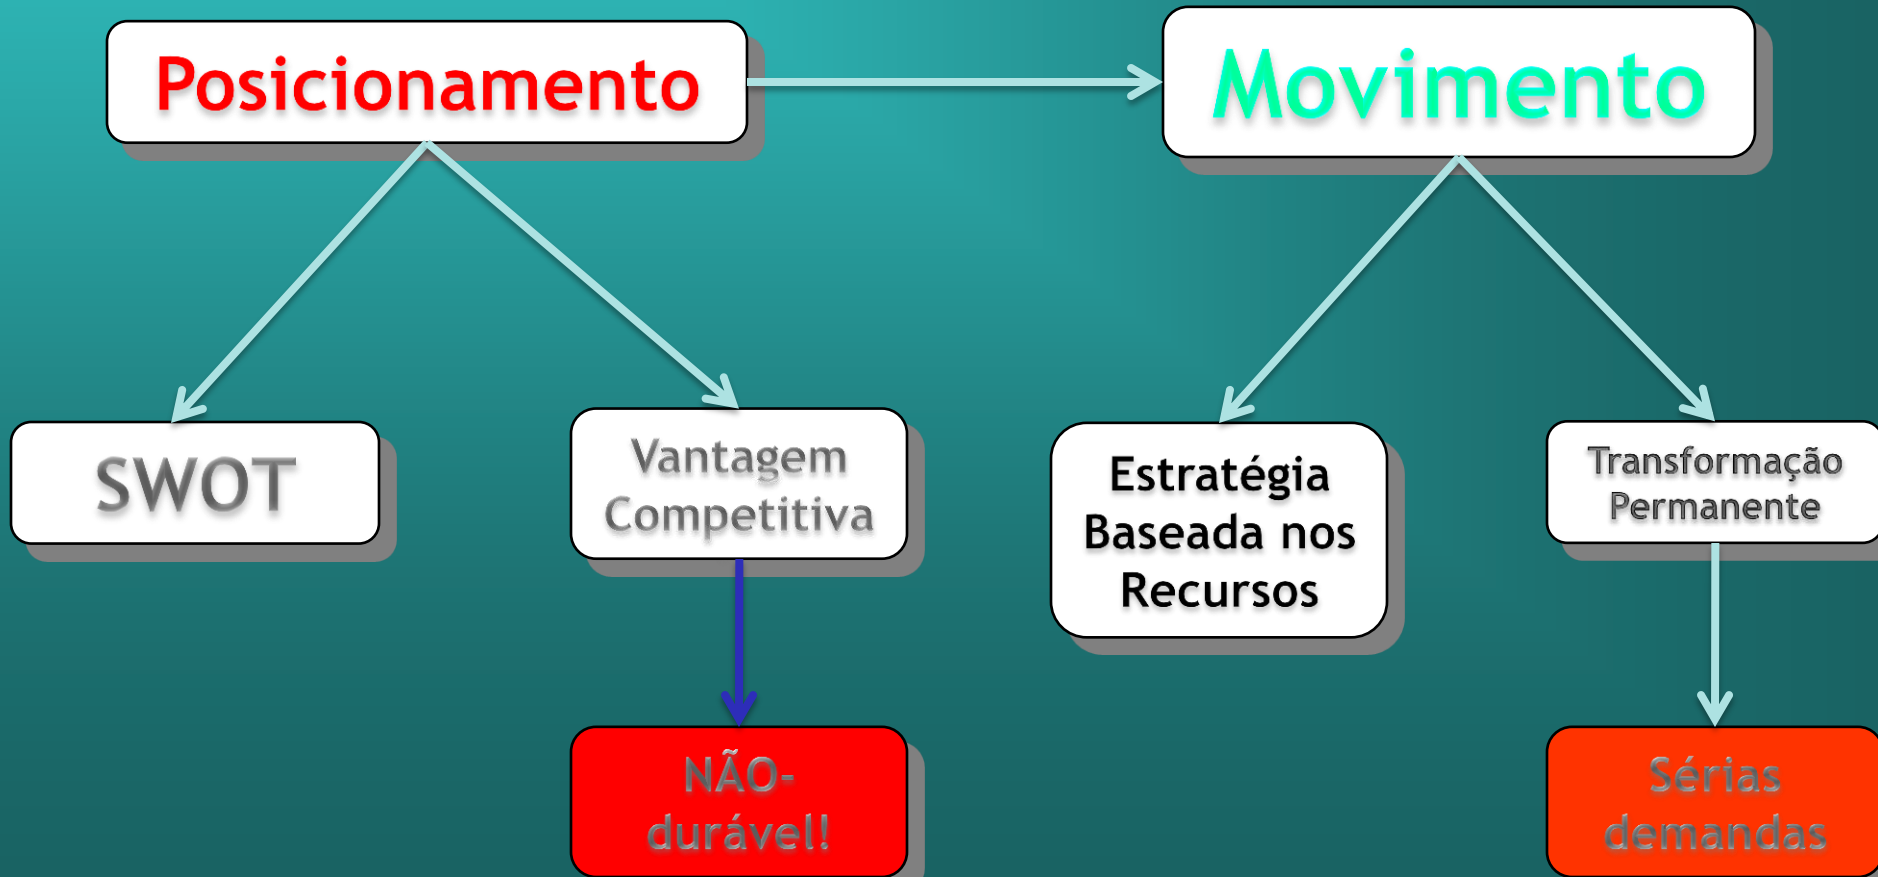 Posicionamento
Movimento
SWOT
Vantagem
Competitiva
Estratégia
Baseada nos
Recursos
Transformação
Permanente
NÃO-
durável!
Sérias
demandas